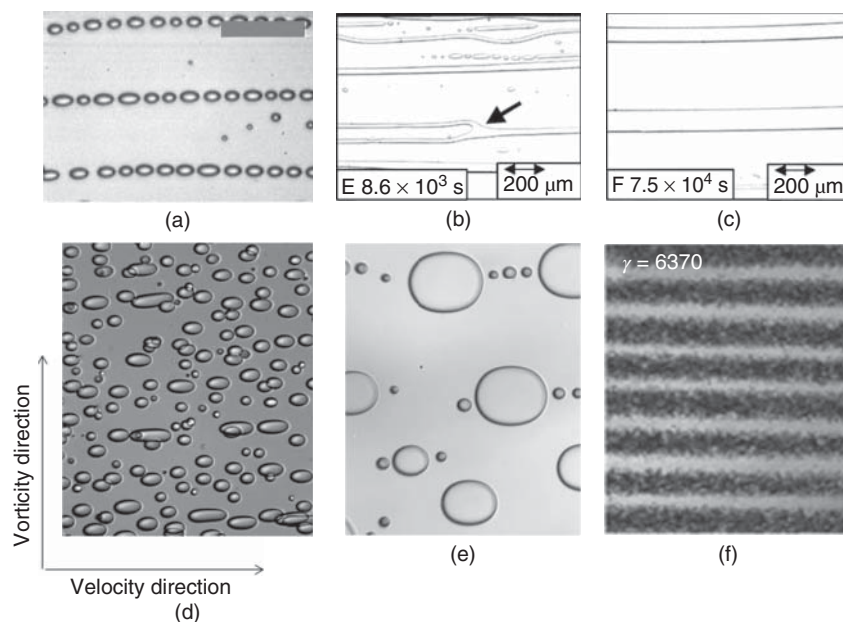 (a)
E 8.6 × 10³ s
200 μm
(b)
F 7.5 × 10⁴ s
200 μm
(c)
Vorticity direction
Velocity direction
(d)
(e)
γ = 6370
(f)